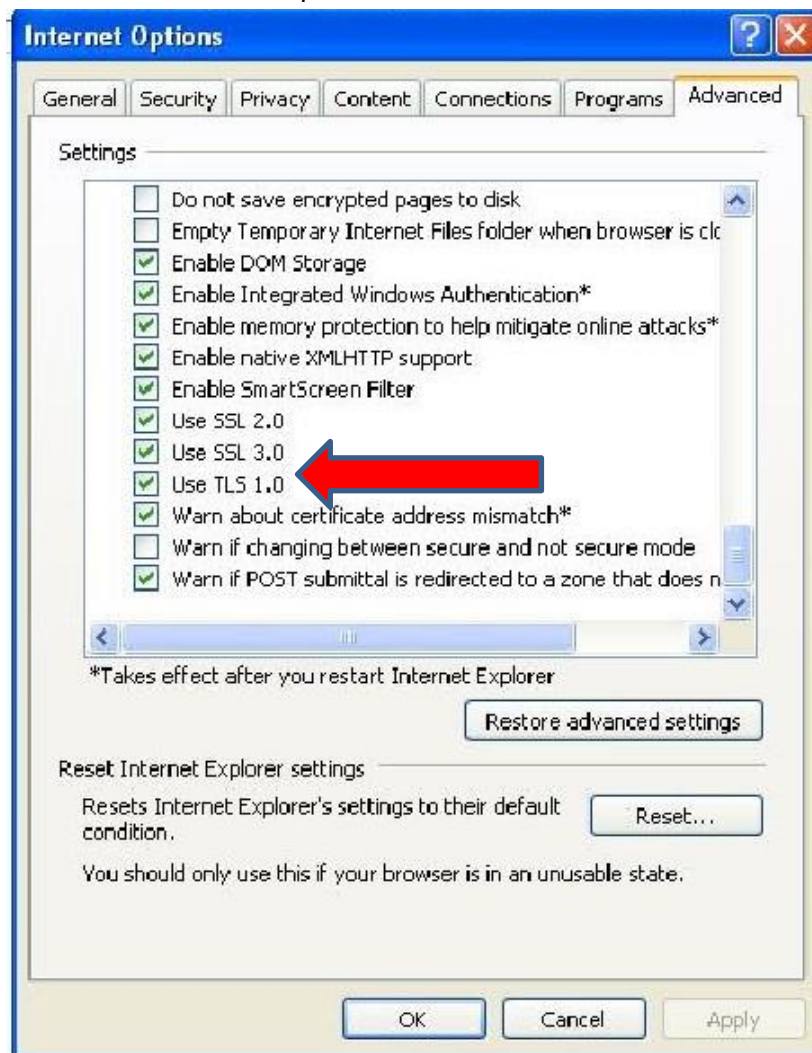 Internet Options
General Security Privacy Content Connections Programs Advanced
Settings
Do not save encrypted pages to disk
Empty Temporary Internet Files folder when browser is clo
Enable DOM Storage
Enable Integrated Windows Authentication*
Enable memory protection to help mitigate online attacks*
Enable native XMLHTTP support
Enable SmartScreen Filter
Use SSL 2.0
Use SSL 3.0
Use TLS 1.0
Warn about certificate address mismatch*
Warn if changing between secure and not secure mode
Warn if POST submittal is redirected to a zone that does n
*Takes effect after you restart Internet Explorer
Restore advanced settings
Reset Internet Explorer settings
Resets Internet Explorer's settings to their default
condition.
Reset...
You should only use this if your browser is in an unusable state.
OK Cancel Apply